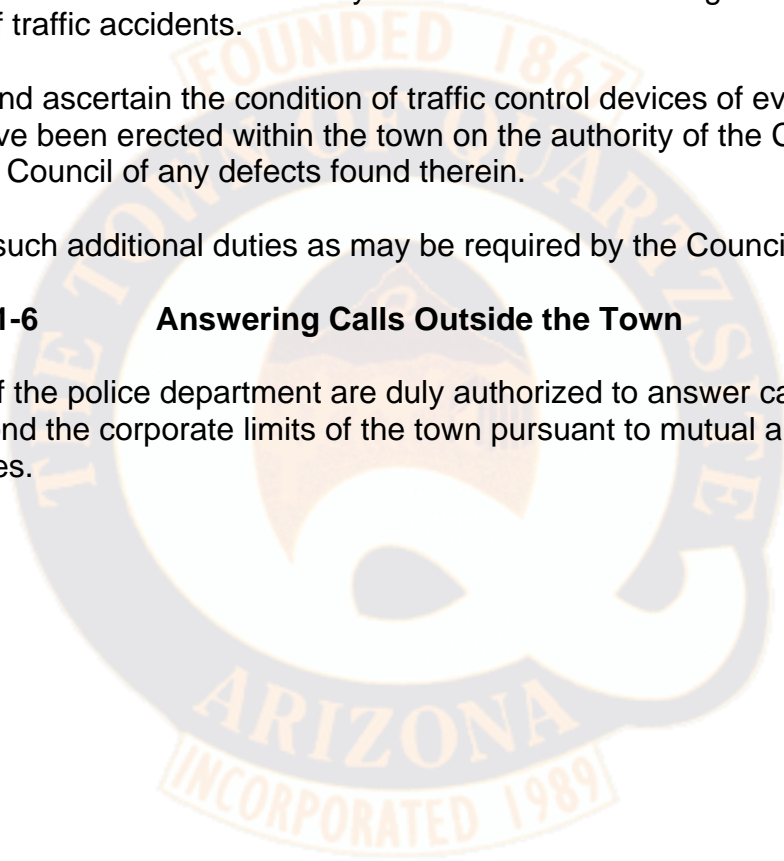 f traffic accidents.
nd ascertain the condition of traffic control devices of ev
ve been erected within the town on the authority of the
Council of any defects found therein.
such additional duties as may be required by the Counci
1-6 Answering Calls Outside the Town
f the police department are duly authorized to answer ca
ond the corporate limits of the town pursuant to mutual a
es.
FOUNDED 1867
THE TOWN OF QUARTZSITE
ARIZONA
INCORPORATED 1989